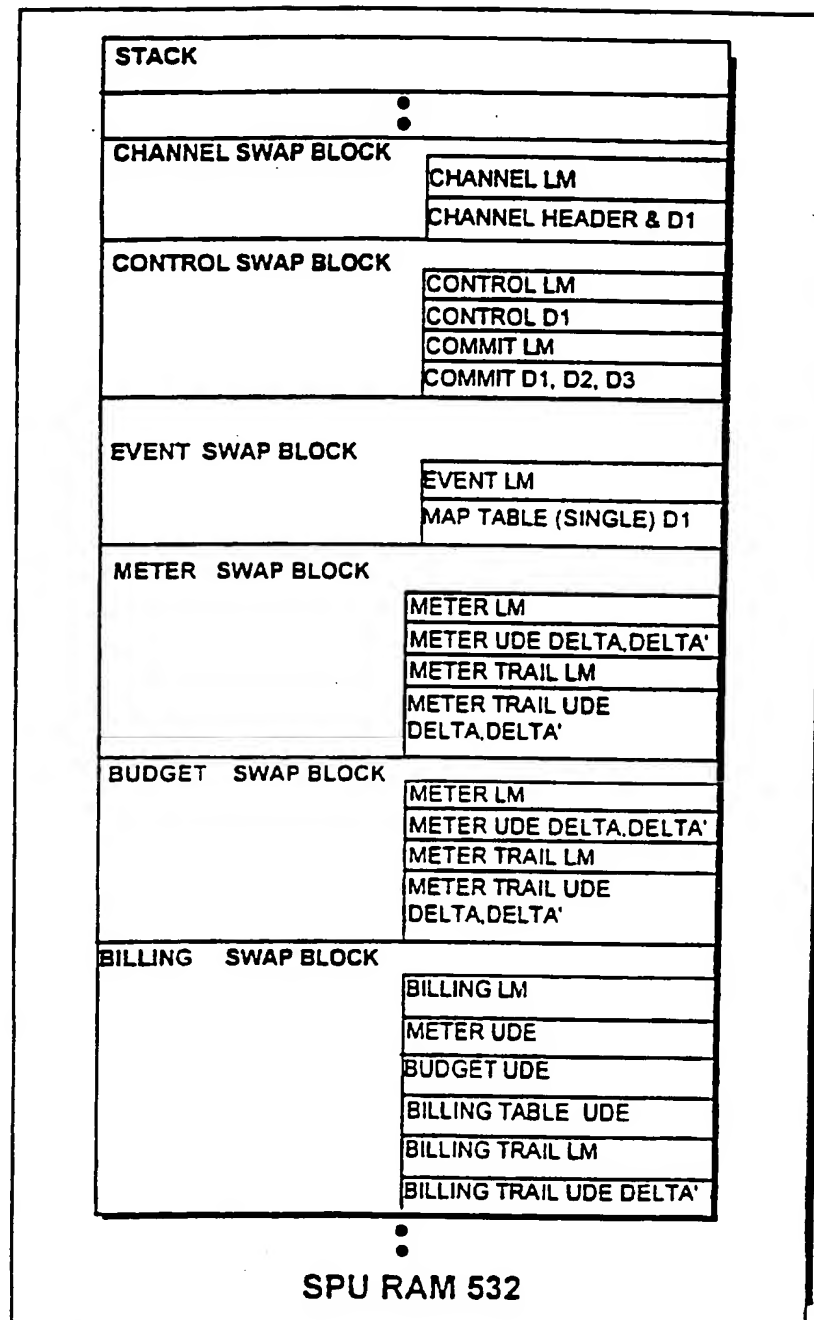 STACK
CHANNEL SWAP BLOCK
CHANNEL LM
CHANNEL HEADER & D1
CONTROL SWAP BLOCK
CONTROL LM
CONTROL D1
COMMIT LM
COMMIT D1, D2, D3
EVENT SWAP BLOCK
EVENT LM
MAP TABLE (SINGLE) D1
METER SWAP BLOCK
METER LM
METER UDE DELTA,DELTA'
METER TRAIL LM
METER TRAIL UDE
DELTA,DELTA'
BUDGET SWAP BLOCK
METER LM
METER UDE DELTA,DELTA'
METER TRAIL LM
METER TRAIL UDE
DELTA,DELTA'
BILLING SWAP BLOCK
BILLING LM
METER UDE
BUDGET UDE
BILLING TABLE UDE
BILLING TRAIL LM
BILLING TRAIL UDE DELTA'
SPU RAM 532